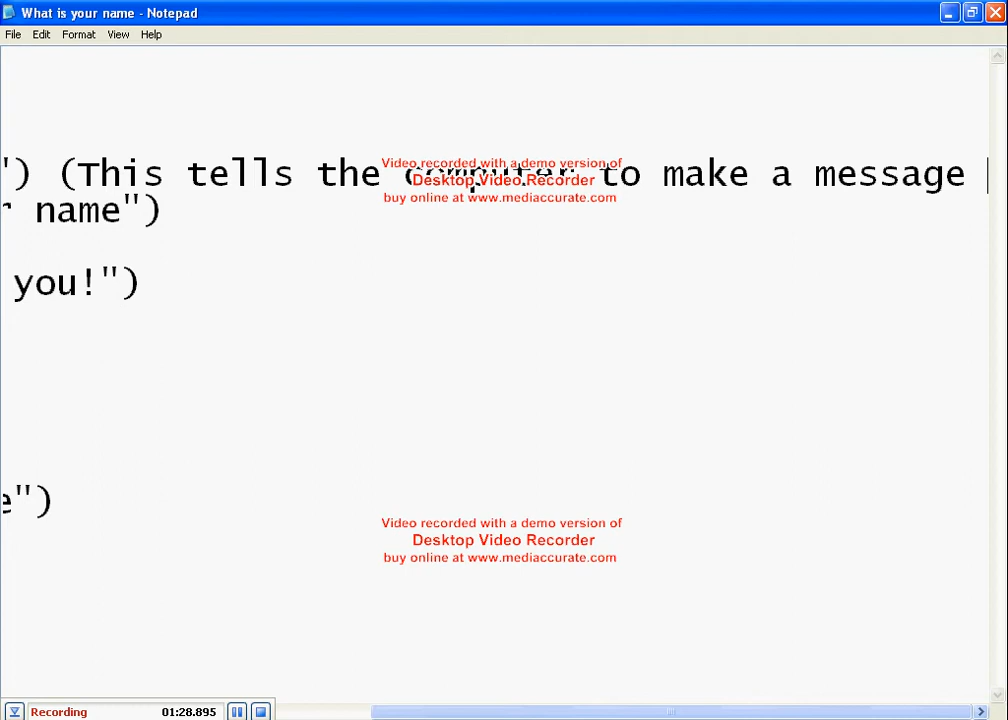 What is your name - Notepad
File Edit Format View Help
") (This tells the computer to make a message
r name")
you!")
e")
Video recorded with a demo version of
Desktop Video Recorder
buy online at www.mediaccurate.com
Video recorded with a demo version of
Desktop Video Recorder
buy online at www.mediaccurate.com
Recording 01:28.895